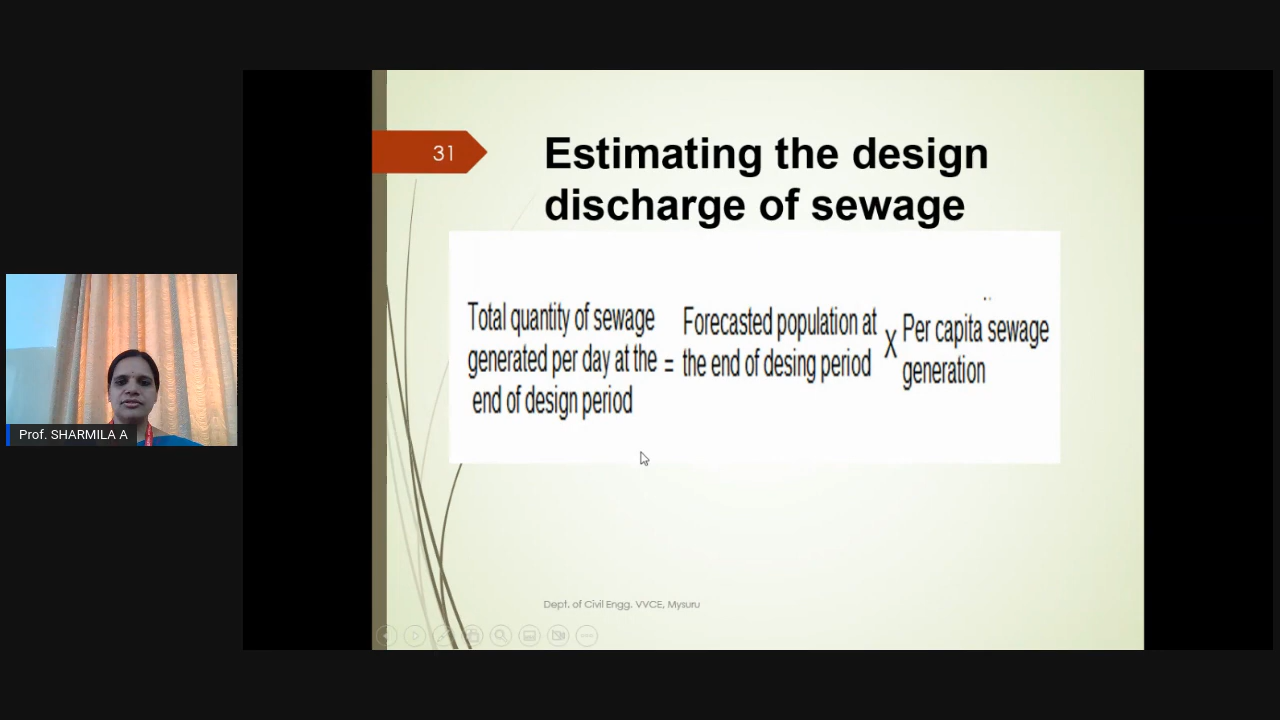 31
Estimating the design
discharge of sewage
Total quantity of sewage
generated per day at the
end of design period
=
Forecasted population at
the end of desing period
X
Per capita sewage
generation
Prof. SHARMILA A
Dept. of Civil Engg. VVCE, Mysuru